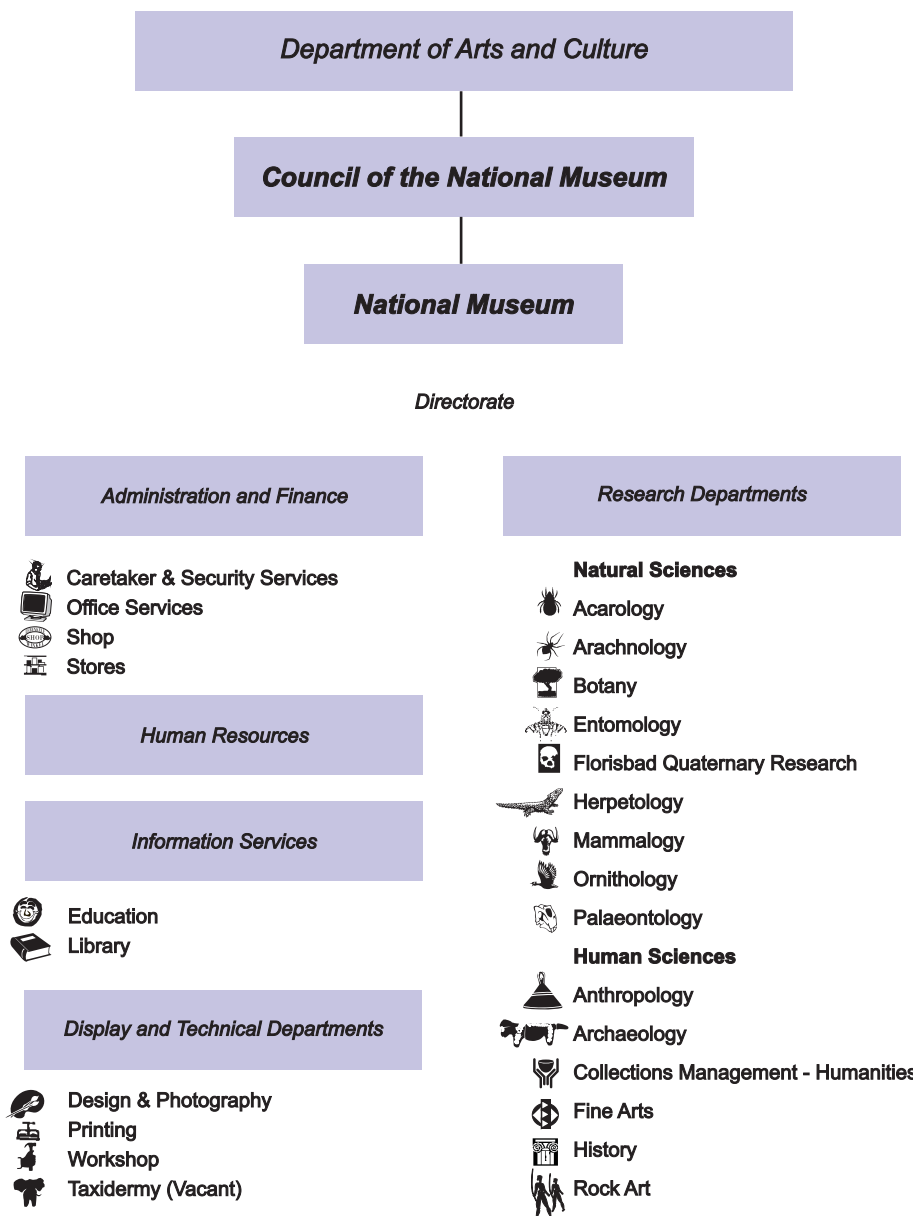 Department of Arts and Culture
Council of the National Museum
National Museum
Directorate
Administration and Finance
Caretaker & Security Services
Office Services
SHOP
Shop
Stores
Human Resources
Information Services
Education
Library
Display and Technical Departments
Design & Photography
Printing
Workshop
Taxidermy (Vacant)
Research Departments
Natural Sciences
Acarology
Arachnology
Botany
Entomology
Florisbad Quaternary Research
Herpetology
Mammalogy
Ornithology
Palaeontology
Human Sciences
Anthropology
Archaeology
Collections Management - Humanities
Fine Arts
History
Rock Art